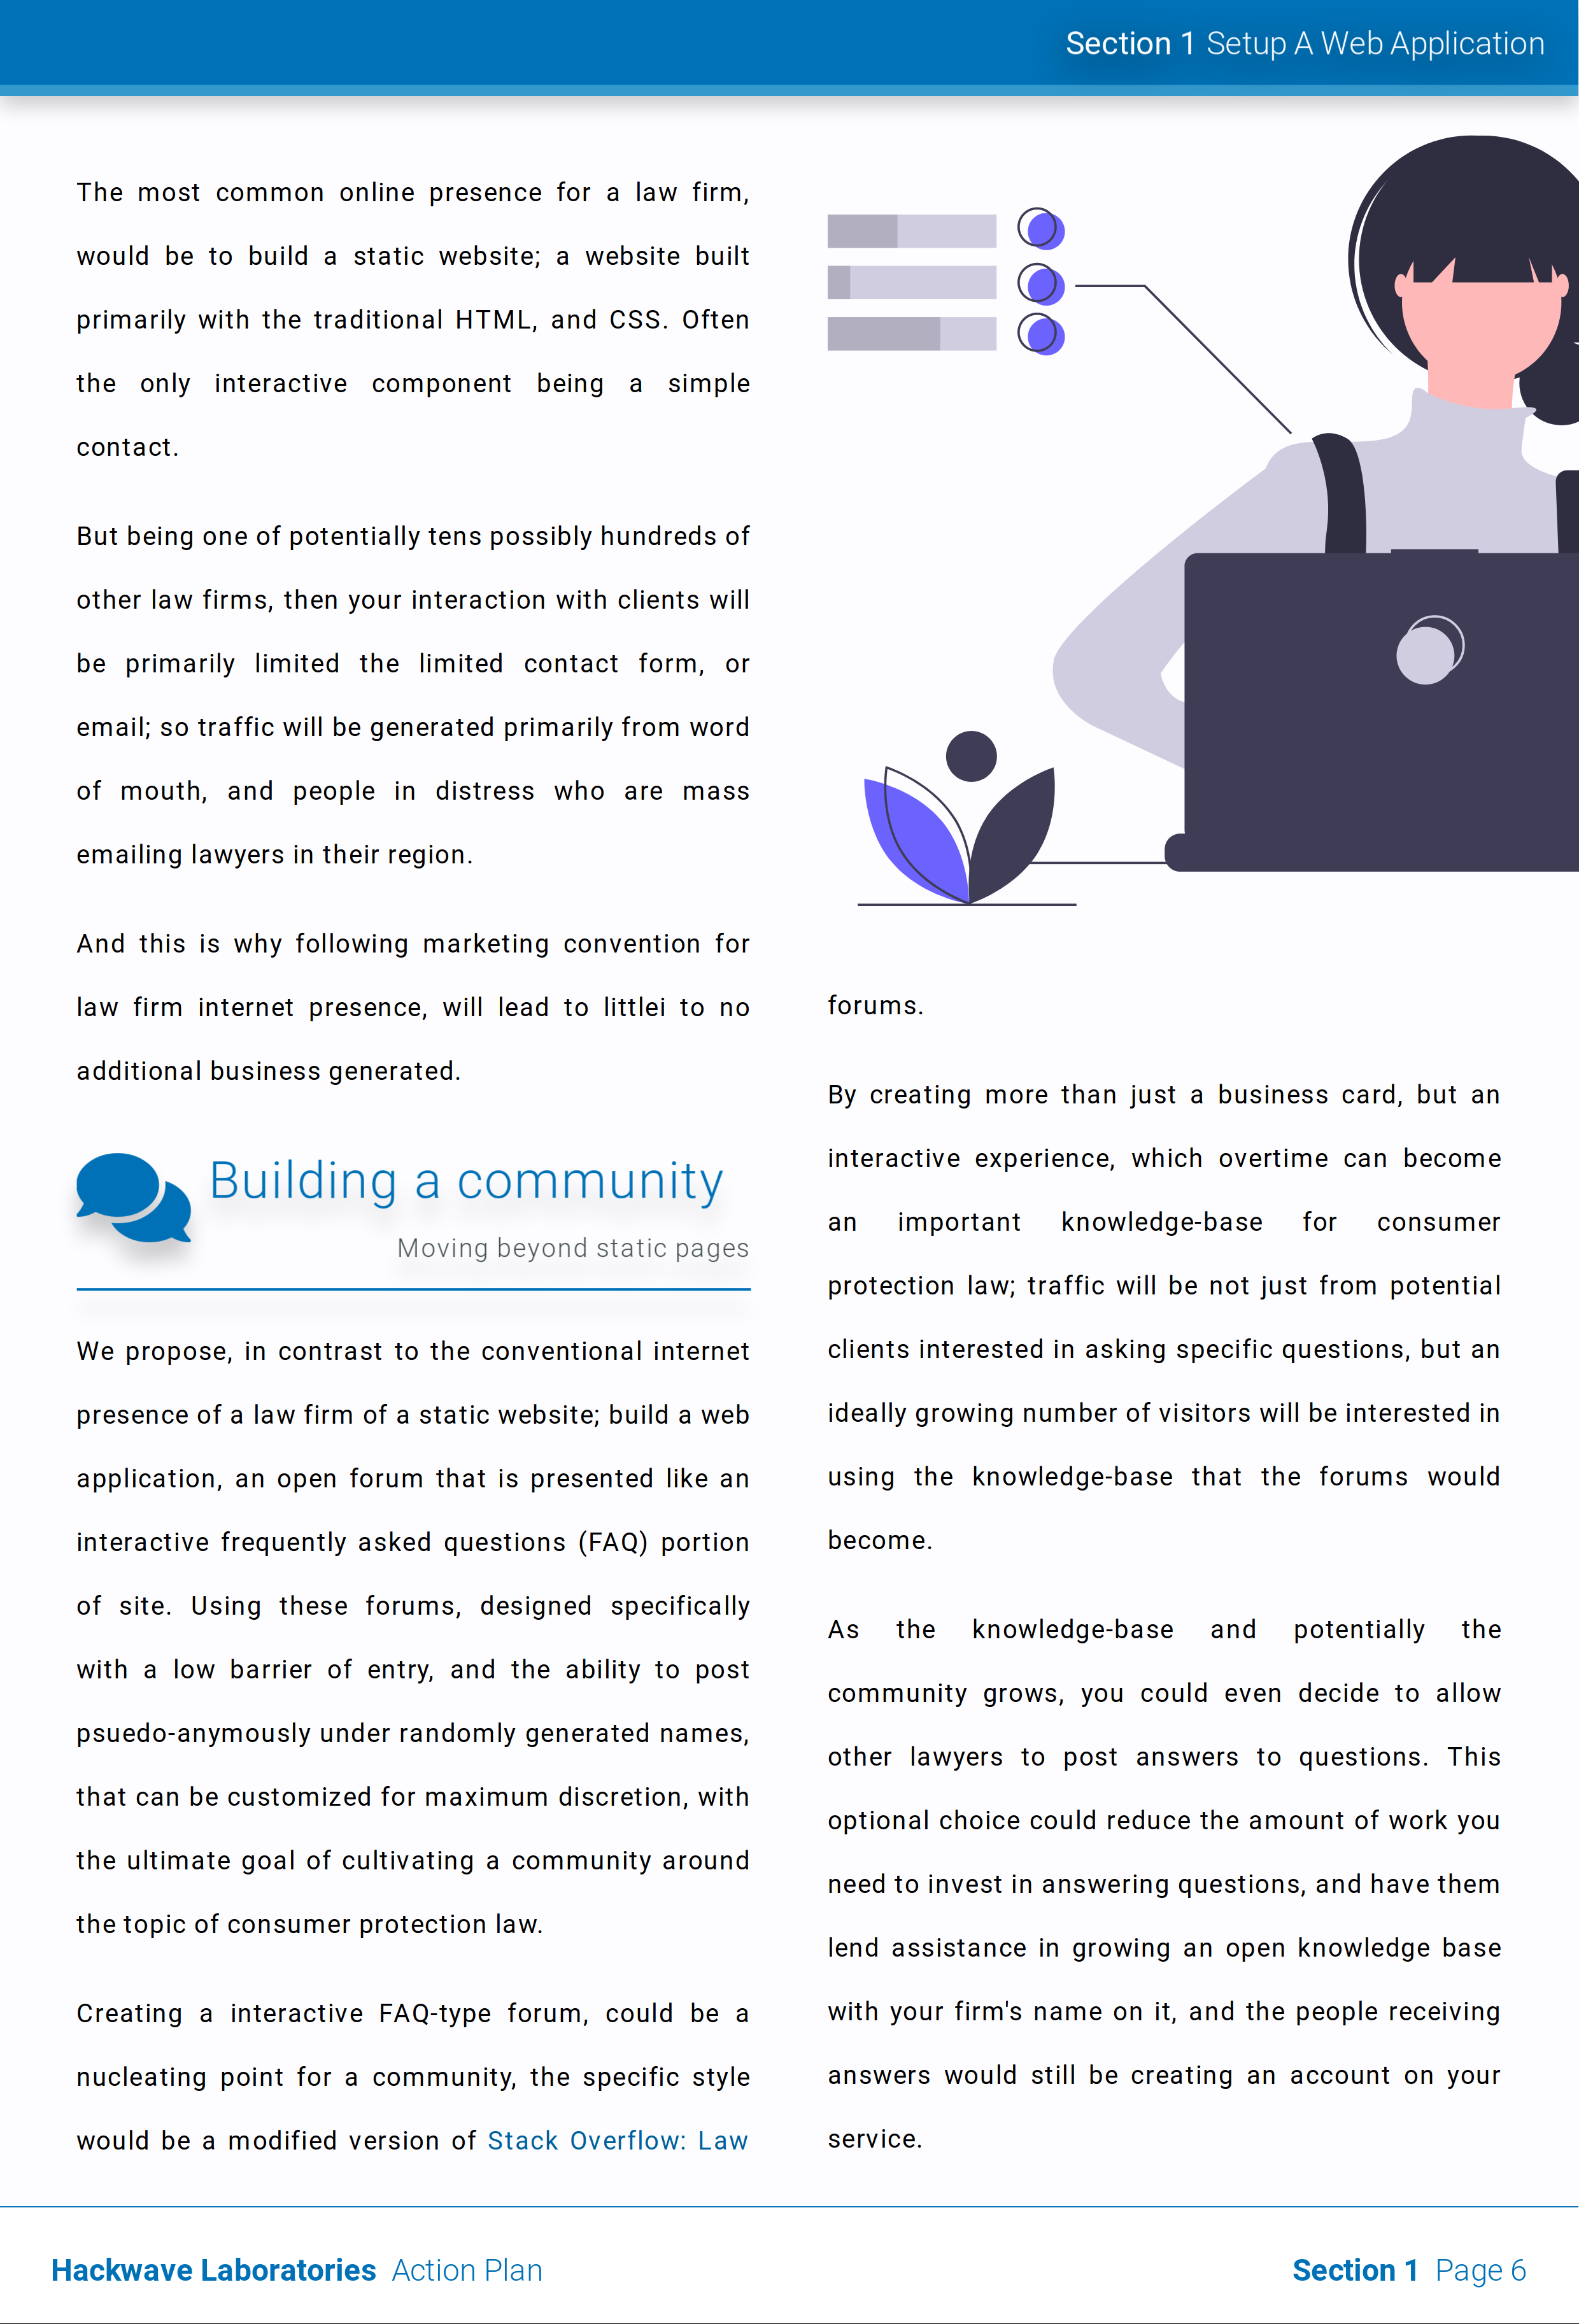 Section 1 Setup A Web Application
The most common online presence for a law firm,
would be to build a static website; a website built
primarily with the traditional HTML, and CSS. Often
the only interactive component being a simple
contact.
But being one of potentially tens possibly hundreds of
other law firms, then your interaction with clients will
be primarily limited the limited contact form, or
email; so traffic will be generated primarily from word
of mouth, and people in distress who are mass
emailing lawyers in their region.
And this is why following marketing convention for
law firm internet presence, will lead to littlei to no
additional business generated.
Building a community
Moving beyond static pages
We propose, in contrast to the conventional internet
presence of a law firm of a static website; build a web
application, an open forum that is presented like an
interactive frequently asked questions (FAQ) portion
of site. Using these forums, designed specifically
with a low barrier of entry, and the ability to post
psuedo-anymously under randomly generated names,
that can be customized for maximum discretion, with
the ultimate goal of cultivating a community around
the topic of consumer protection law.
Creating a interactive FAQ-type forum, could be a
nucleating point for a community, the specific style
would be a modified version of Stack Overflow: Law
forums.
By creating more than just a business card, but an
interactive experience, which overtime can become
an important knowledge-base for consumer
protection law; traffic will be not just from potential
clients interested in asking specific questions, but an
ideally growing number of visitors will be interested in
using the knowledge-base that the forums would
become.
As the knowledge-base and potentially the
community grows, you could even decide to allow
other lawyers to post answers to questions. This
optional choice could reduce the amount of work you
need to invest in answering questions, and have them
lend assistance in growing an open knowledge base
with your firm's name on it, and the people receiving
answers would still be creating an account on your
service.
Hackwave Laboratories Action Plan
Section 1 Page 6